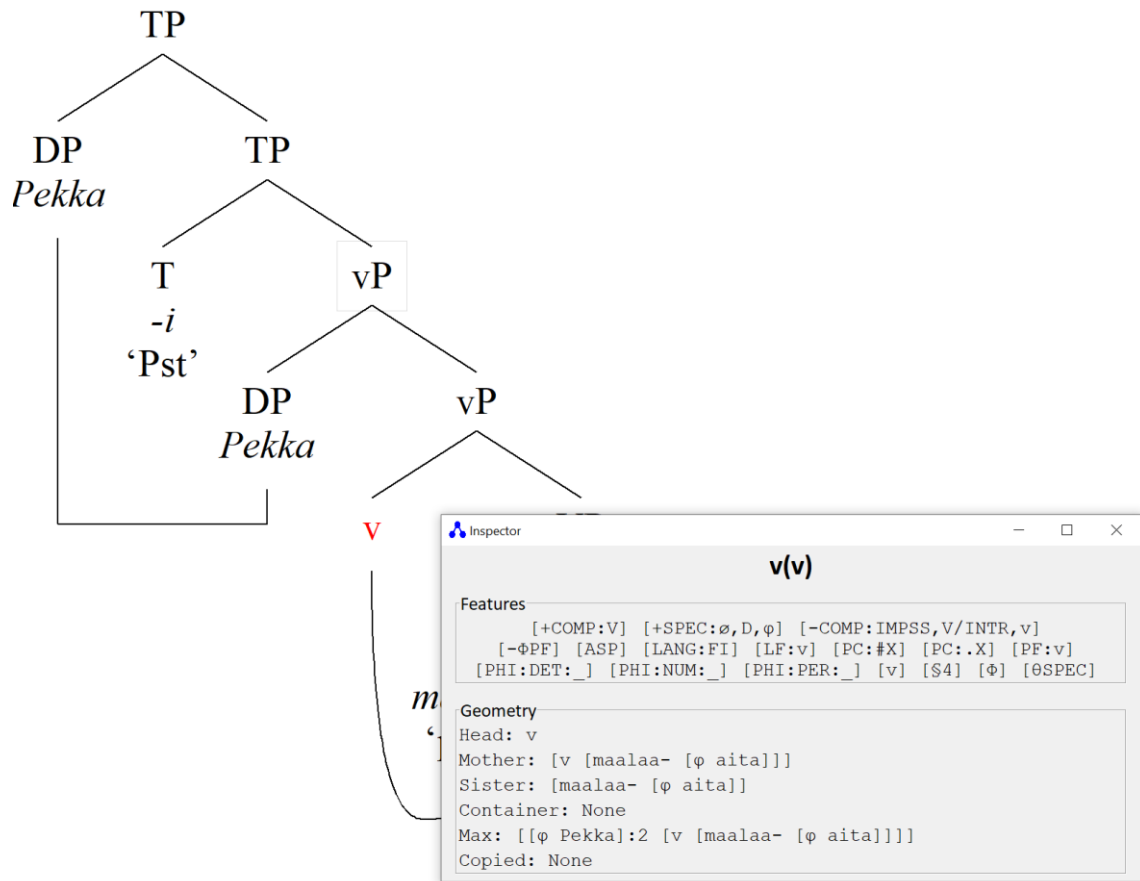 TP
DP TP
Pekka
T vP
-i
‘Pst’
DP vP
Pekka
v
Inspector
v(v)
Features
[+COMP:V] [+SPEC:ø,D,φ] [-COMP:IMPSS,V/INTR,v]
[-ΦPF] [ASP] [LANG:FI] [LF:v] [PC:#X] [PC:.X] [PF:v]
[PHI:DET:_] [PHI:NUM:_] [PHI:PER:_] [v] [§4] [Φ] [θSPEC]
Geometry
Head: v
Mother: [v [maalaa- [φ aita]]]
Sister: [maalaa- [φ aita]]
Container: None
Max: [[φ Pekka]:2 [v [maalaa- [φ aita]]]]
Copied: None